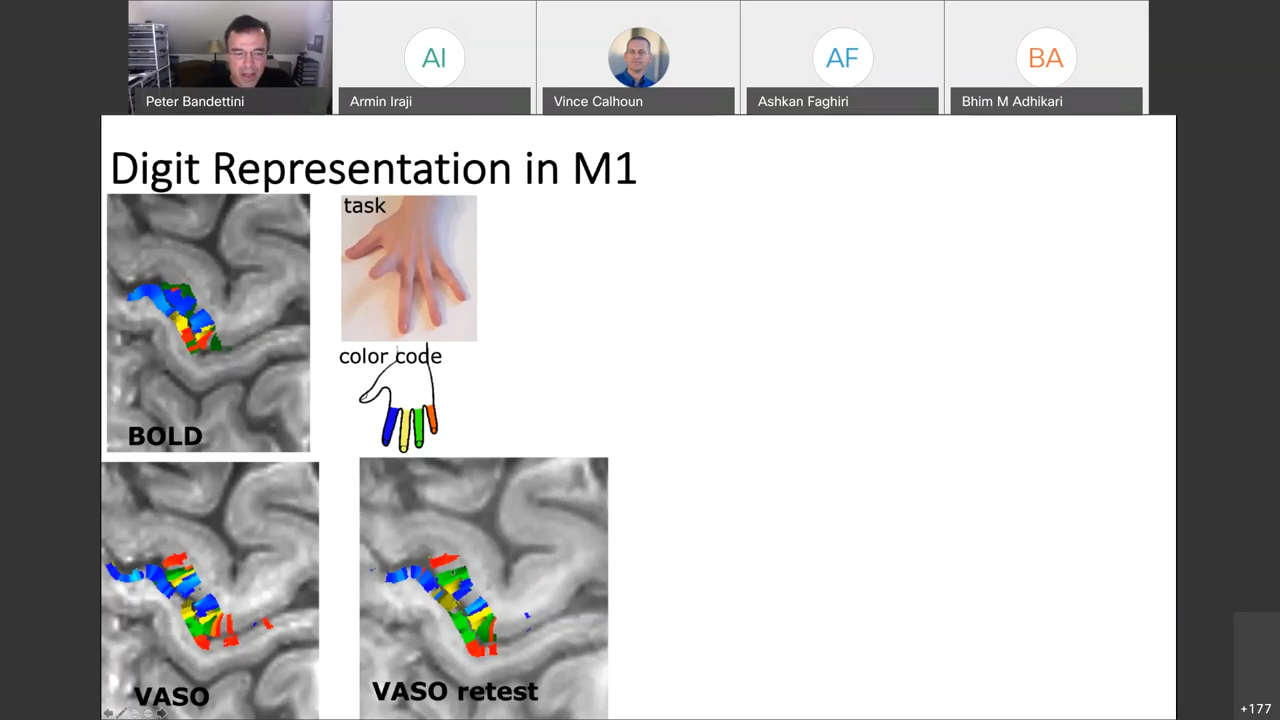 AI
AF
BA
Peter Bandettini
Armin Iraji
Vince Calhoun
Ashkan Faghiri
Bhim M Adhikari
Digit Representation in M1
task
color code
BOLD
VASO
VASO retest
+177